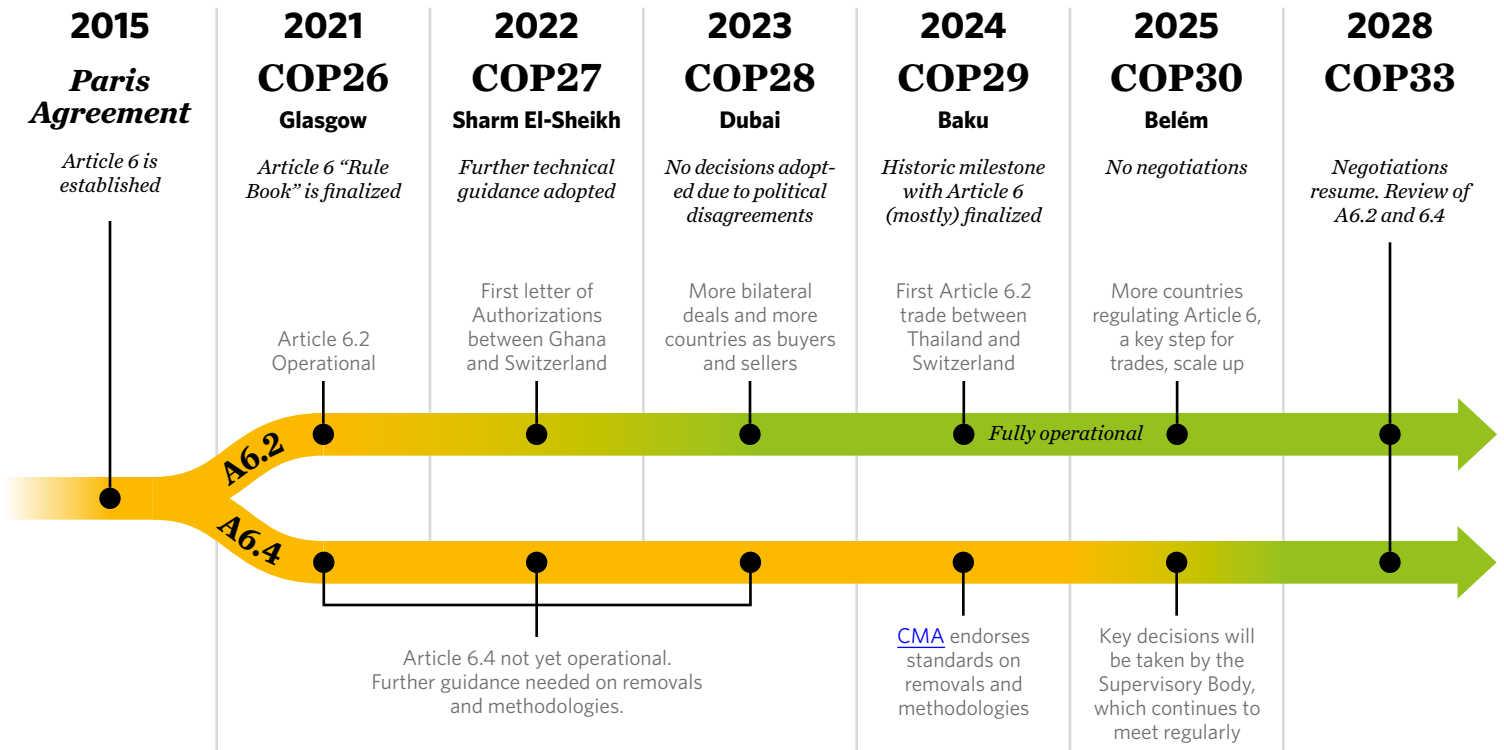 2015
Paris
Agreement
Article 6 is
established
2021
COP26
Glasgow
Article 6 “Rule
Book” is finalized
2022
COP27
Sharm El-Sheikh
Further technical
guidance adopted
2023
COP28
Dubai
No decisions adopt-
ed due to political
disagreements
2024
COP29
Baku
Historic milestone
with Article 6
(mostly) finalized
2025
COP30
Belém
No negotiations
2028
COP33
Negotiations
resume. Review of
A6.2 and 6.4
Article 6.2
Operational
First letter of
Authorizations
between Ghana
and Switzerland
More bilateral
deals and more
countries as buyers
and sellers
First Article 6.2
trade between
Thailand and
Switzerland
More countries
regulating Article 6,
a key step for
trades, scale up
A6.2
Fully operational
A6.4
Article 6.4 not yet operational.
Further guidance needed on removals
and methodologies.
CMA endorses
standards on
removals and
methodologies
Key decisions will
be taken by the
Supervisory Body,
which continues to
meet regularly